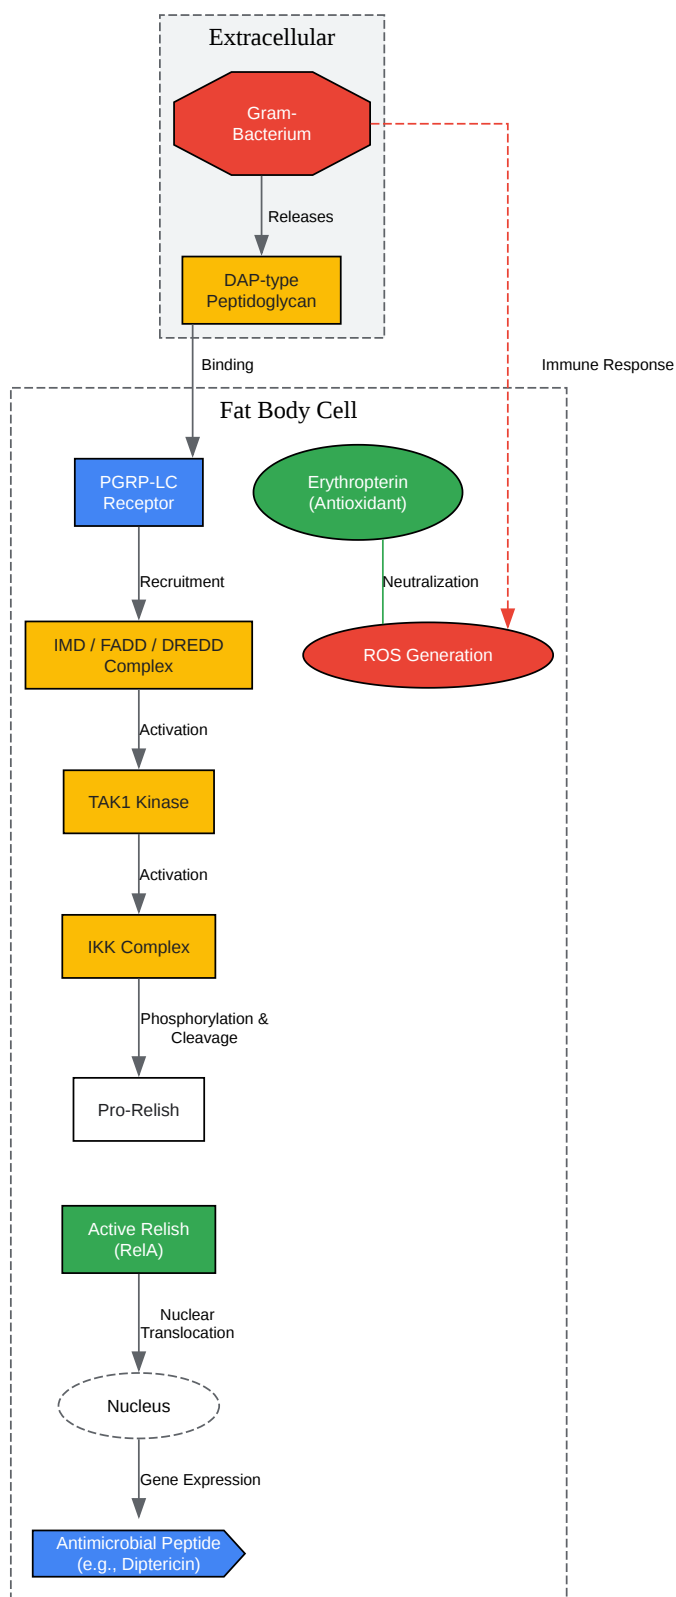 Extracellular
Gram-
Bacterium
Releases
DAP-type
Peptidoglycan
Binding
Immune Response
Fat Body Cell
PGRP-LC
Receptor
Erythropterin
(Antioxidant)
Recruitment
Neutralization
IMD / FADD / DREDD
Complex
ROS Generation
Activation
TAK1 Kinase
Activation
IKK Complex
Phosphorylation &
Cleavage
Pro-Relish
Active Relish
(RelA)
Nuclear
Translocation
Nucleus
Gene Expression
Antimicrobial Peptide
(e.g., Diptericin)